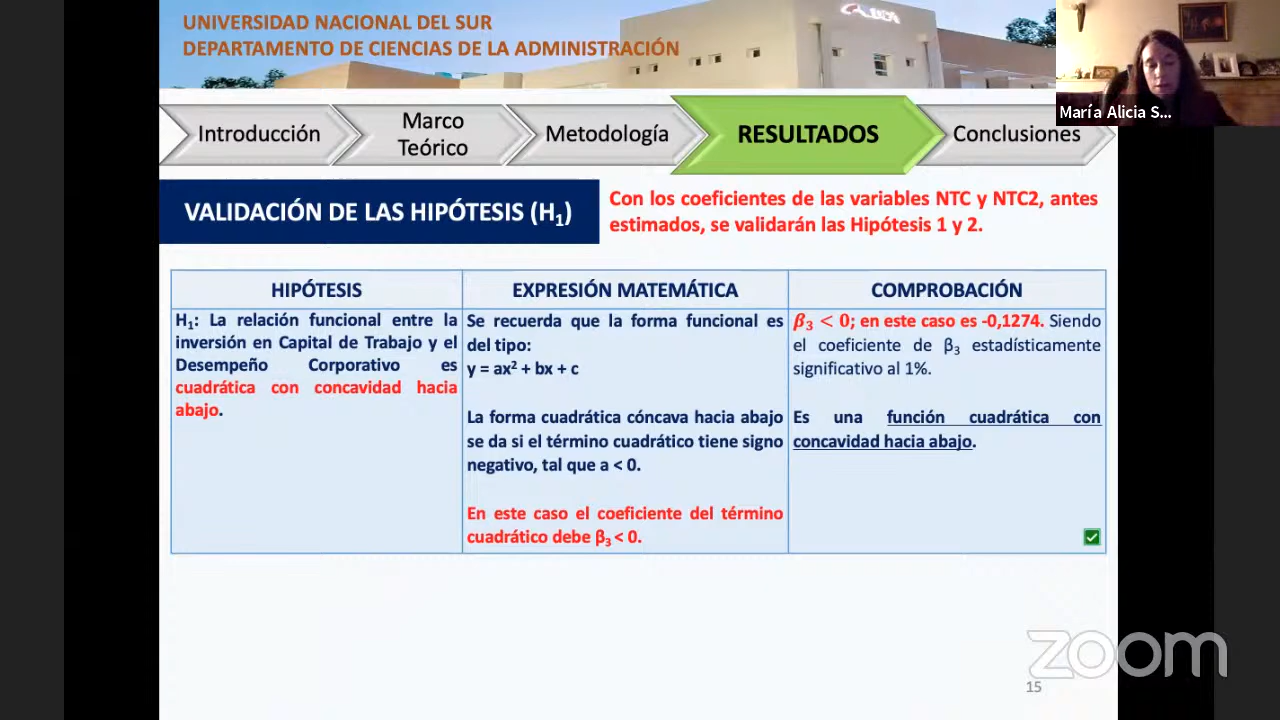 UNIVERSIDAD NACIONAL DEL SUR
DEPARTAMENTO DE CIENCIAS DE LA ADMINISTRACIÓN
María Alicia S...
Introducción
Marco
Teórico
Metodología
RESULTADOS
Conclusiones
VALIDACIÓN DE LAS HIPÓTESIS (H₁)
Con los coeficientes de las variables NTC y NTC2, antes
estimados, se validarán las Hipótesis 1 y 2.
HIPÓTESIS
H₁: La relación funcional entre la
inversión en Capital de Trabajo y el
Desempeño Corporativo es
cuadrática con concavidad hacia
abajo.
EXPRESIÓN MATEMÁTICA
Se recuerda que la forma funcional es
del tipo:
y = ax² + bx + c
La forma cuadrática cóncava hacia abajo
se da si el término cuadrático tiene signo
negativo, tal que a < 0.
En este caso el coeficiente del término
cuadrático debe β₃ < 0.
COMPROBACIÓN
β₃ < 0; en este caso es -0,1274. Siendo
el coeficiente de β₃ estadísticamente
significativo al 1%.
Es una función cuadrática con
concavidad hacia abajo.
zoom
15